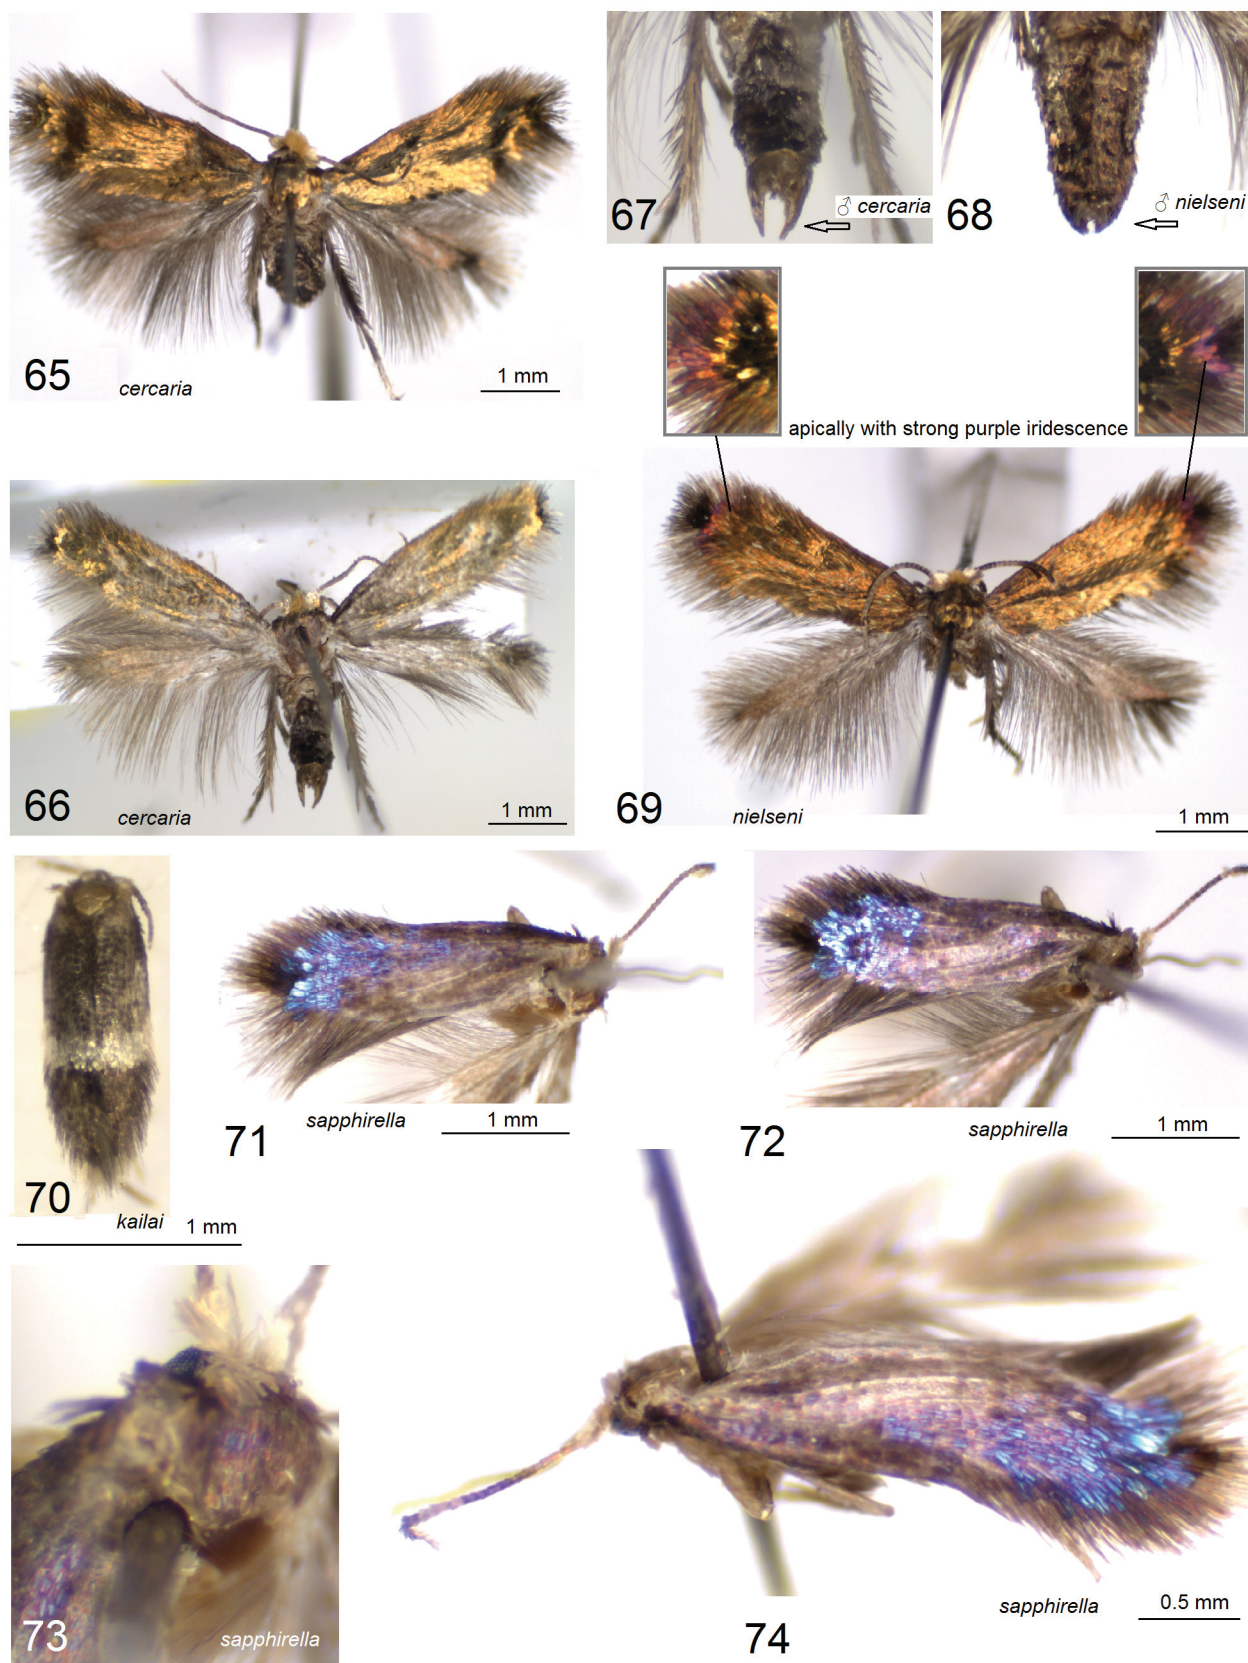 65
cercaria
1 mm
67
♂ cercaria
68
♂ nielseni
apically with strong purple iridescence
66
cercaria
1 mm
69
nielseni
1 mm
70
kailai
1 mm
71
sapphirella
1 mm
72
sapphirella
1 mm
73
sapphirella
74
sapphirella
0.5 mm